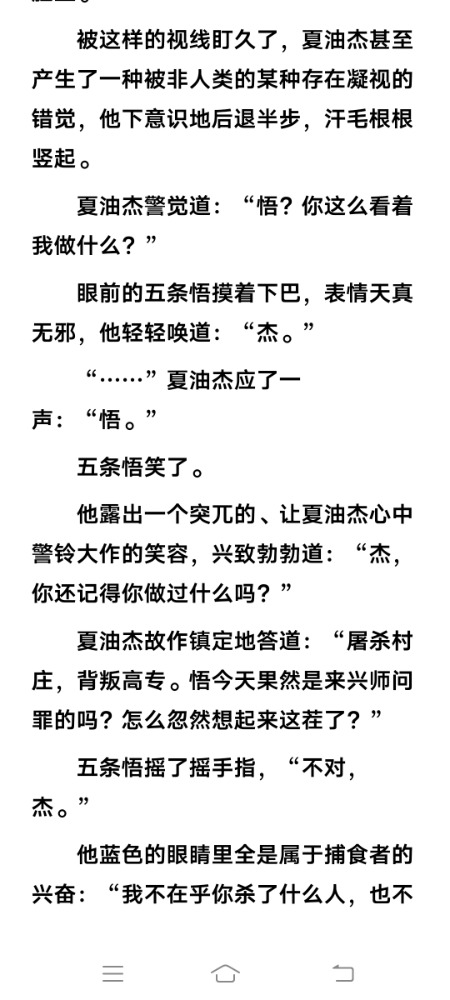 被这样的视线盯久了，夏油杰甚至
产生了一种被非人类的某种存在凝视的
错觉，他下意识地后退半步，汗毛根根
竖起。
夏油杰警觉道：“悟？你这么看着
我做什么？”
眼前的五条悟摸着下巴，表情天真
无邪，他轻轻唤道：“杰。”
“……”夏油杰应了一
声：“悟。”
五条悟笑了。
他露出一个突兀的、让夏油杰心中
警铃大作的笑容，兴致勃勃道：“杰，
你还记得你做过什么吗？”
夏油杰故作镇定地答道：“屠杀村
庄，背叛高专。悟今天果然是来兴师问
罪的吗？怎么忽然想起来这茬了？”
五条悟摇了摇手指，“不对，
杰。”
他蓝色的眼睛里全是属于捕食者的
兴奋：“我不在乎你杀了什么人，也不